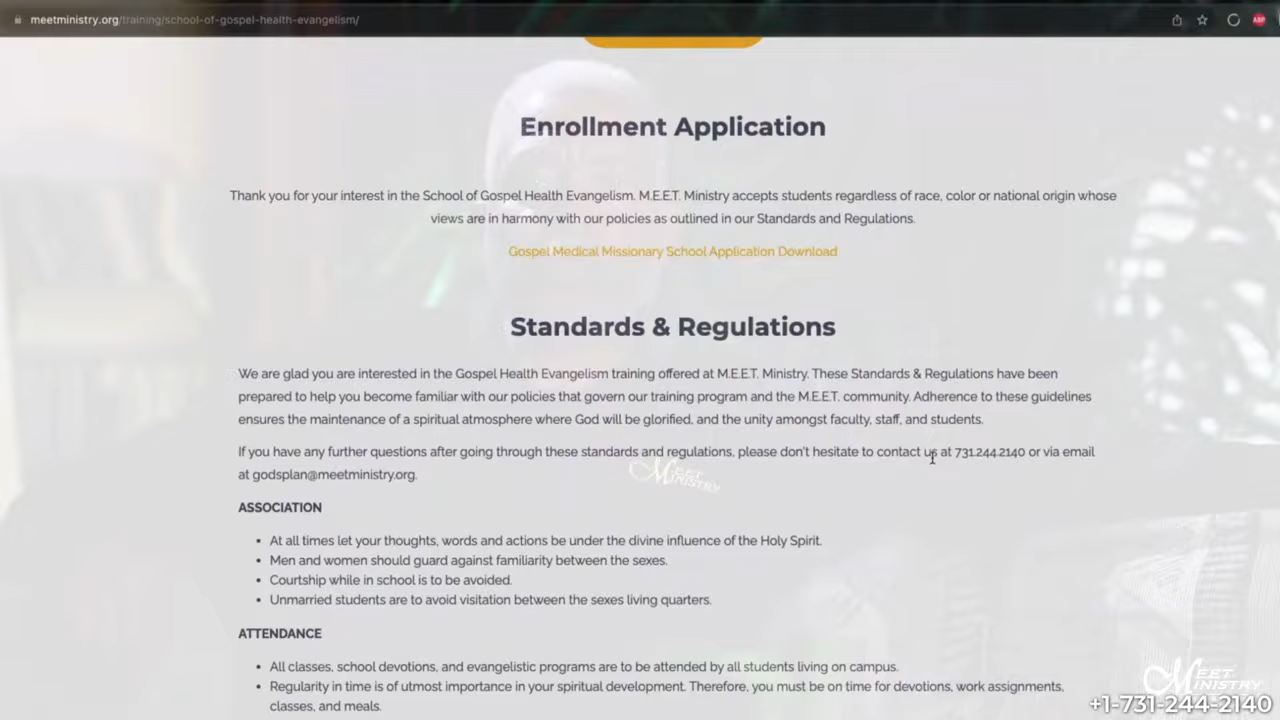 meetministry.org/training/school-of-gospel-health-evangelism/
ABP
Enrollment Application
Thank you for your interest in the School of Gospel Health Evangelism. M.E.E.T. Ministry accepts students regardless of race, color or national origin whose
views are in harmony with our policies as outlined in our Standards and Regulations.
Gospel Medical Missionary School Application Download
Standards & Regulations
We are glad you are interested in the Gospel Health Evangelism training offered at M.E.E.T. Ministry. These Standards & Regulations have been
prepared to help you become familiar with our policies that govern our training program and the M.E.E.T. community. Adherence to these guidelines
ensures the maintenance of a spiritual atmosphere where God will be glorified, and the unity amongst faculty, staff, and students.
If you have any further questions after going through these standards and regulations, please don't hesitate to contact us at 731.244.2140 or via email
at godsplan@meetministry.org.
MEET
MINISTRY
ASSOCIATION
• At all times let your thoughts, words and actions be under the divine influence of the Holy Spirit.
• Men and women should guard against familiarity between the sexes.
• Courtship while in school is to be avoided.
• Unmarried students are to avoid visitation between the sexes living quarters.
ATTENDANCE
• All classes, school devotions, and evangelistic programs are to be attended by all students living on campus.
• Regularity in time is of utmost importance in your spiritual development. Therefore, you must be on time for devotions, work assignments,
classes, and meals.
MEET
MINISTRY
+1-731-244-2140